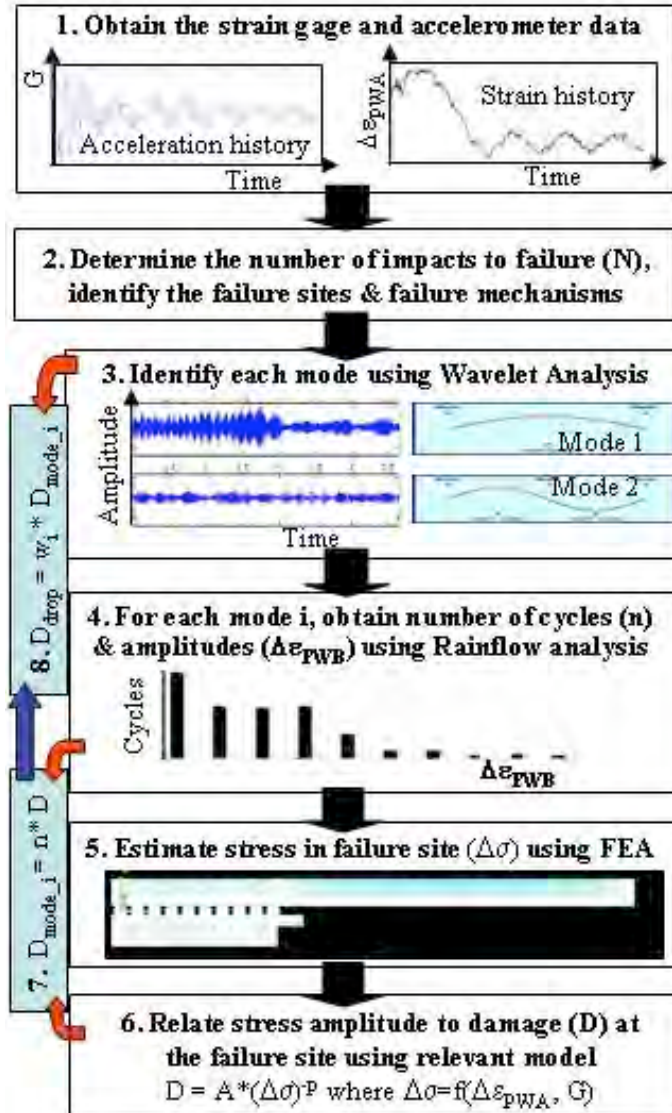 1. Obtain the strain gage and accelerometer data
G
Acceleration history
Time
Δε_PWA
Strain history
Time
2. Determine the number of impacts to failure (N),
identify the failure sites & failure mechanisms
3. Identify each mode using Wavelet Analysis
Amplitude
Time
Mode 1
Mode 2
4. For each mode i, obtain number of cycles (n)
& amplitudes (Δε_PWB) using Rainflow analysis
Cycles
Δε_PWB
5. Estimate stress in failure site (Δσ) using FEA
6. Relate stress amplitude to damage (D) at
the failure site using relevant model
D = A*(Δσ)^-p where Δσ=f(Δε_PWA, G)
7. D_mode_i = n* D
8. D_drop = w_i * D_mode_i